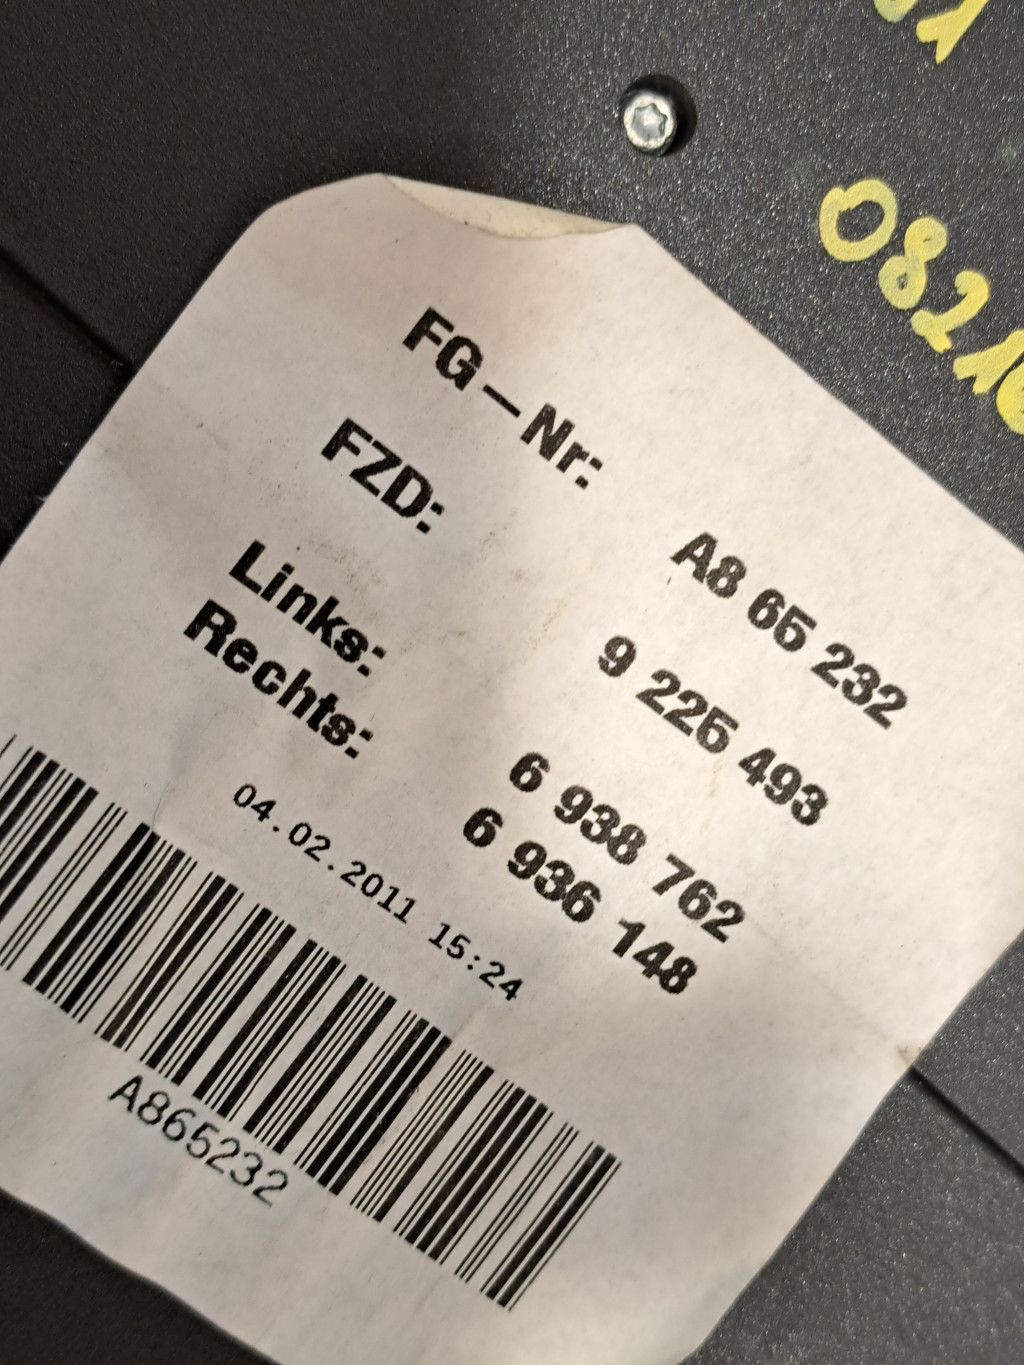 FG-Nr: A8 65 232
FZD: 9 225 493
Links: 6 938 762
Rechts: 6 936 148
04.02.2011 15:24
A865232